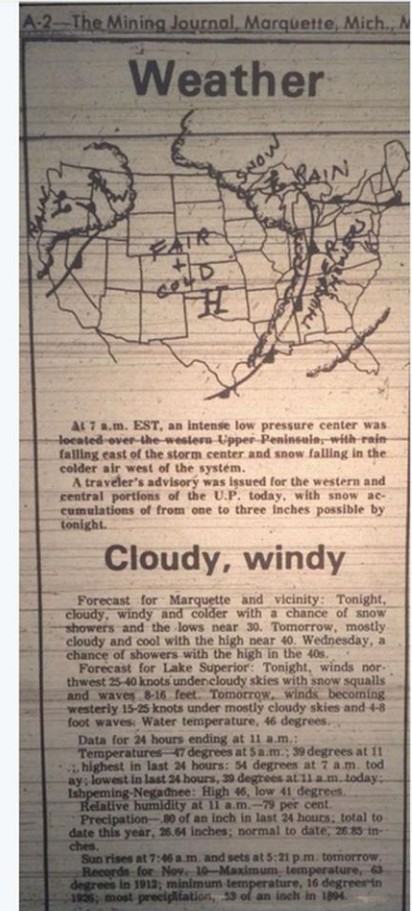 A-2—The Mining Journal, Marquette, Mich., M
Weather
SNOW
RAIN
RAIN
L
L
FAIR
+
COLD
H
THUNDER
SHOWERS
At 7 a.m. EST, an intense low pressure center was
located over the western Upper Peninsula, with rain
falling east of the storm center and snow falling in the
colder air west of the system.
A traveler's advisory was issued for the western and
central portions of the U.P. today, with snow ac-
cumulations of from one to three inches possible by
tonight.
Cloudy, windy
Forecast for Marquette and vicinity: Tonight,
cloudy, windy and colder with a chance of snow
showers and the lows near 30. Tomorrow, mostly
cloudy and cool with the high near 40. Wednesday, a
chance of showers with the high in the 40s.
Forecast for Lake Superior: Tonight, winds nor-
thwest 25-40 knots under cloudy skies with snow squalls
and waves 8-16 feet. Tomorrow, winds becoming
westerly 15-25 knots under mostly cloudy skies and 4-8
foot waves. Water temperature, 46 degrees.
Data for 24 hours ending at 11 a.m.:
Temperatures—47 degrees at 5 a.m.; 39 degrees at 11
highest in last 24 hours: 54 degrees at 7 a.m. tod
ay; lowest in last 24 hours, 39 degrees at 11 a.m. today;
Ishpeming-Negaunee: High 46, low 41 degrees.
Relative humidity at 11 a.m.—79 per cent.
Precipation—.80 of an inch in last 24 hours; total to
date this year, 26.64 inches; normal to date, 26.85 in-
ches.
Sun rises at 7:46 a.m. and sets at 5:21 p.m. tomorrow.
Records for Nov. 10—Maximum temperature, 63
degrees in 1912; minimum temperature, 16 degrees in
1926; most precipitation, .53 of an inch in 1894.